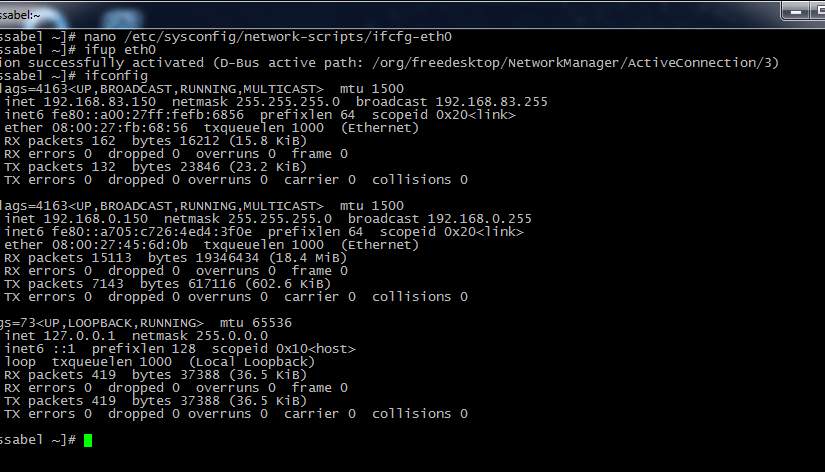 ssabel:~
ssabel ~]# nano /etc/sysconfig/network-scripts/ifcfg-eth0
ssabel ~]# ifup eth0
ion successfully activated (D-Bus active path: /org/freedesktop/NetworkManager/ActiveConnection/3)
ssabel ~]# ifconfig
lags=4163<UP,BROADCAST,RUNNING,MULTICAST>  mtu 1500
inet 192.168.83.150  netmask 255.255.255.0  broadcast 192.168.83.255
inet6 fe80::a00:27ff:fefb:6856  prefixlen 64  scopeid 0x20<link>
ether 08:00:27:fb:68:56  txqueuelen 1000  (Ethernet)
RX packets 162  bytes 16212 (15.8 KiB)
RX errors 0  dropped 0  overruns 0  frame 0
TX packets 132  bytes 23846 (23.2 KiB)
TX errors 0  dropped 0 overruns 0  carrier 0  collisions 0
lags=4163<UP,BROADCAST,RUNNING,MULTICAST>  mtu 1500
inet 192.168.0.150  netmask 255.255.255.0  broadcast 192.168.0.255
inet6 fe80::a705:c726:4ed4:3f0e  prefixlen 64  scopeid 0x20<link>
ether 08:00:27:45:6d:0b  txqueuelen 1000  (Ethernet)
RX packets 15113  bytes 19346434 (18.4 MiB)
RX errors 0  dropped 0  overruns 0  frame 0
TX packets 7143  bytes 617116 (602.6 KiB)
TX errors 0  dropped 0 overruns 0  carrier 0  collisions 0
gs=73<UP,LOOPBACK,RUNNING>  mtu 65536
inet 127.0.0.1  netmask 255.0.0.0
inet6 ::1  prefixlen 128  scopeid 0x10<host>
loop  txqueuelen 1000  (Local Loopback)
RX packets 419  bytes 37388 (36.5 KiB)
RX errors 0  dropped 0  overruns 0  frame 0
TX packets 419  bytes 37388 (36.5 KiB)
TX errors 0  dropped 0 overruns 0  carrier 0  collisions 0
ssabel ~]#